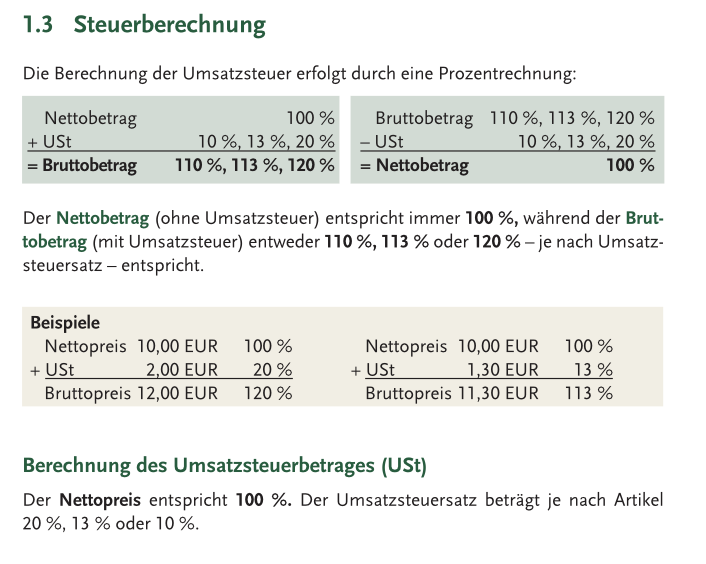 1.3 Steuerberechnung
Die Berechnung der Umsatzsteuer erfolgt durch eine Prozentrechnung:
Nettobetrag 100 %
+ USt 10 %, 13 %, 20 %
= Bruttobetrag 110 %, 113 %, 120 %
Bruttobetrag 110 %, 113 %, 120 %
– USt 10 %, 13 %, 20 %
= Nettobetrag 100 %
Der Nettobetrag (ohne Umsatzsteuer) entspricht immer 100 %, während der Brut-
tobetrag (mit Umsatzsteuer) entweder 110 %, 113 % oder 120 % – je nach Umsatz-
steuersatz – entspricht.
Beispiele
Nettopreis 10,00 EUR 100 %
+ USt 2,00 EUR 20 %
Bruttopreis 12,00 EUR 120 %
Nettopreis 10,00 EUR 100 %
+ USt 1,30 EUR 13 %
Bruttopreis 11,30 EUR 113 %
Berechnung des Umsatzsteuerbetrages (USt)
Der Nettopreis entspricht 100 %. Der Umsatzsteuersatz beträgt je nach Artikel
20 %, 13 % oder 10 %.